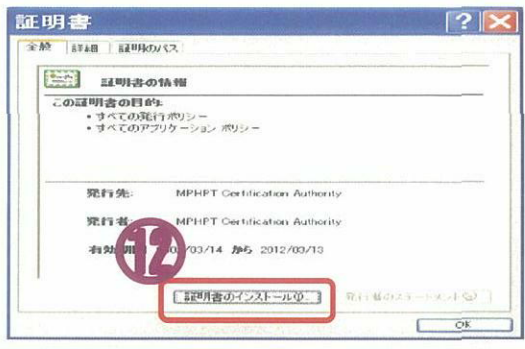 証明書
全般 詳細 証明のパス
証明書の情報
この証明書の目的:
• すべての発行ポリシー
• すべてのアプリケーション ポリシー
発行先: MPHPT Certification Authority
発行者: MPHPT Certification Authority
有効期間 02/03/14 から 2012/03/13
12
証明書のインストール(I)...
発行者のステートメント(S)
OK